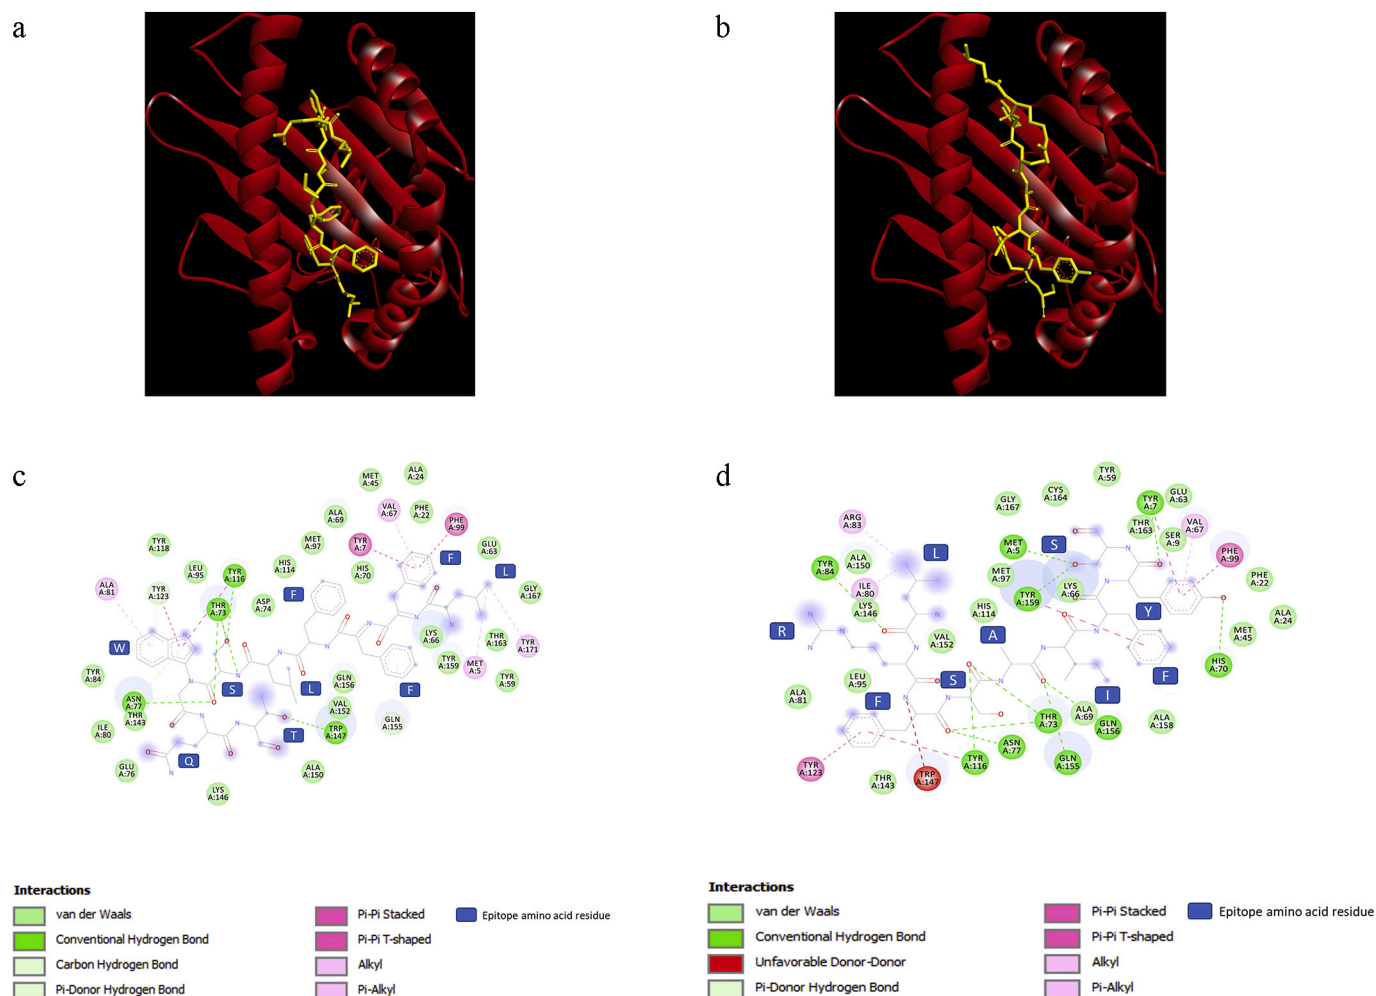 a
b
c
d
MET A:45
ALA A:24
VAL A:67
PHE A:22
PHE A:99
ALA A:69
MET A:97
TYR A:7
GLU A:63
TYR A:118
LEU A:95
TYR A:116
HIS A:114
HIS A:70
F
L
GLY A:167
ALA A:81
TYR A:123
THR A:73
ASP A:74
F
W
LYS A:66
THR A:163
TYR A:171
TYR A:159
MET A:5
TYR A:59
TYR A:84
ASN A:77
THR A:143
S
L
GLN A:156
VAL A:152
F
GLN A:155
ILE A:80
T
TRP A:147
GLU A:76
Q
ALA A:150
LYS A:146
TYR A:59
GLY A:167
CYS A:164
TYR A:7
GLU A:63
ARG A:83
THR A:163
SER A:9
VAL A:67
MET A:5
S
PHE A:99
TYR A:84
ALA A:150
L
MET A:97
LYS A:66
PHE A:22
ILE A:80
TYR A:159
LYS A:146
HIS A:114
Y
ALA A:24
R
VAL A:152
A
MET A:45
HIS A:70
LEU A:95
S
F
ALA A:81
F
I
THR A:73
ALA A:69
GLN A:156
ALA A:158
ASN A:77
TYR A:123
THR A:143
TRP A:147
TYR A:116
GLN A:155
Interactions
van der Waals
Conventional Hydrogen Bond
Carbon Hydrogen Bond
Pi-Donor Hydrogen Bond
Pi-Pi Stacked
Pi-Pi T-shaped
Alkyl
Pi-Alkyl
Epitope amino acid residue
Interactions
van der Waals
Conventional Hydrogen Bond
Unfavorable Donor-Donor
Pi-Donor Hydrogen Bond
Pi-Pi Stacked
Pi-Pi T-shaped
Alkyl
Pi-Alkyl
Epitope amino acid residue